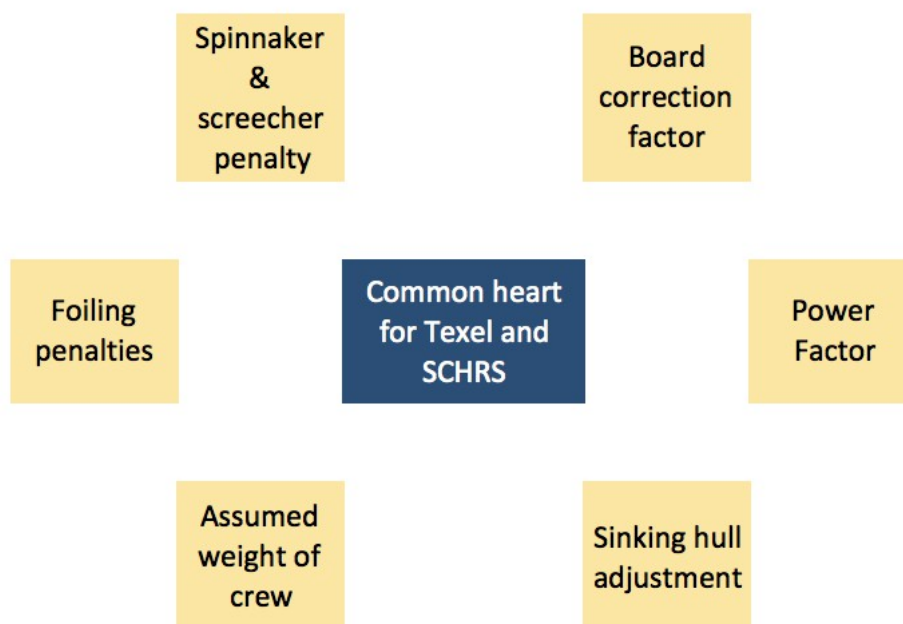 Spinnaker
&
screecher
penalty
Board
correction
factor
Foiling
penalties
Common heart
for Texel and
SCHRS
Power
Factor
Assumed
weight of
crew
Sinking hull
adjustment